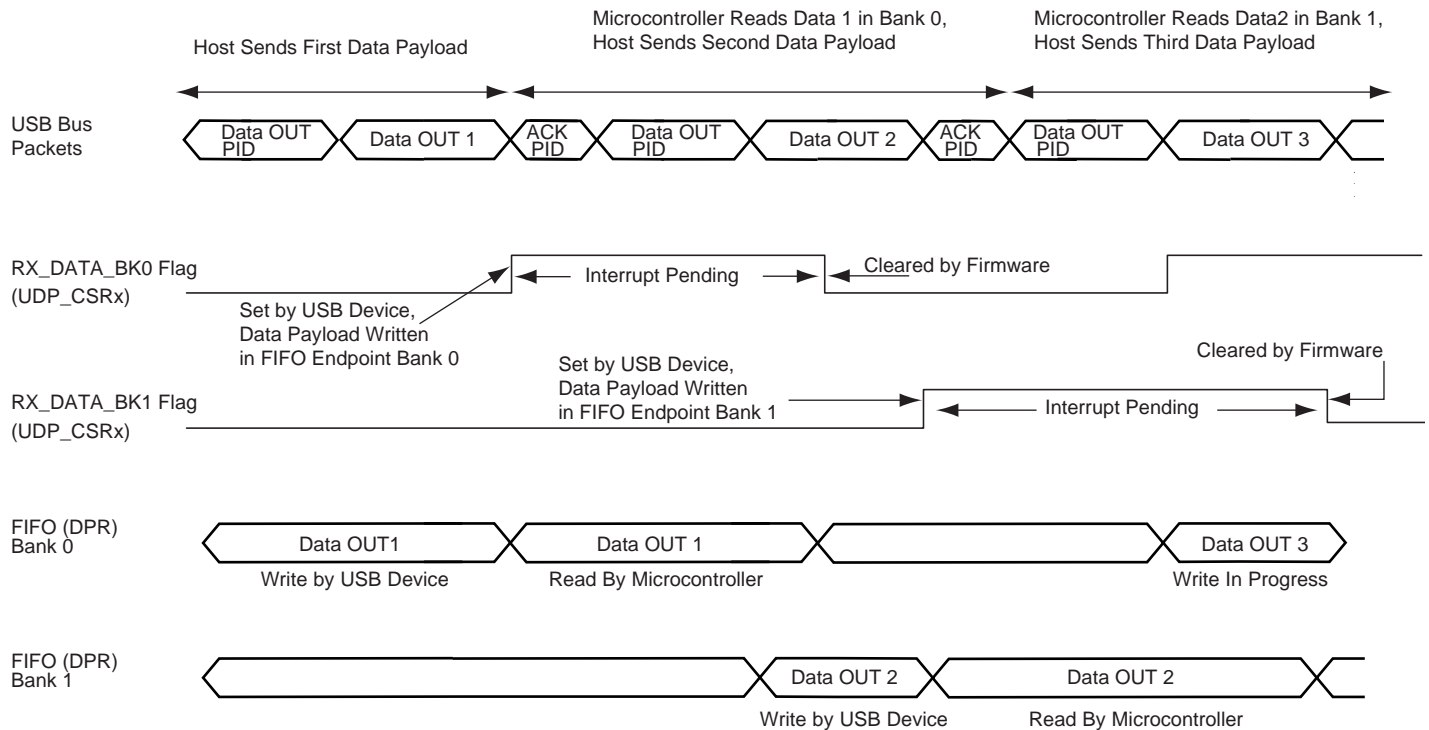 Host Sends First Data Payload
Microcontroller Reads Data 1 in Bank 0,
Host Sends Second Data Payload
Microcontroller Reads Data2 in Bank 1,
Host Sends Third Data Payload
USB Bus
Packets
Data OUT
PID
Data OUT 1
ACK
PID
Data OUT
PID
Data OUT 2
ACK
PID
Data OUT
PID
Data OUT 3
RX_DATA_BK0 Flag
(UDP_CSRx)
Interrupt Pending
Cleared by Firmware
Set by USB Device,
Data Payload Written
in FIFO Endpoint Bank 0
RX_DATA_BK1 Flag
(UDP_CSRx)
Set by USB Device,
Data Payload Written
in FIFO Endpoint Bank 1
Interrupt Pending
Cleared by Firmware
FIFO (DPR)
Bank 0
Data OUT1
Data OUT 1
Data OUT 3
Write by USB Device
Read By Microcontroller
Write In Progress
FIFO (DPR)
Bank 1
Data OUT 2
Data OUT 2
Write by USB Device
Read By Microcontroller